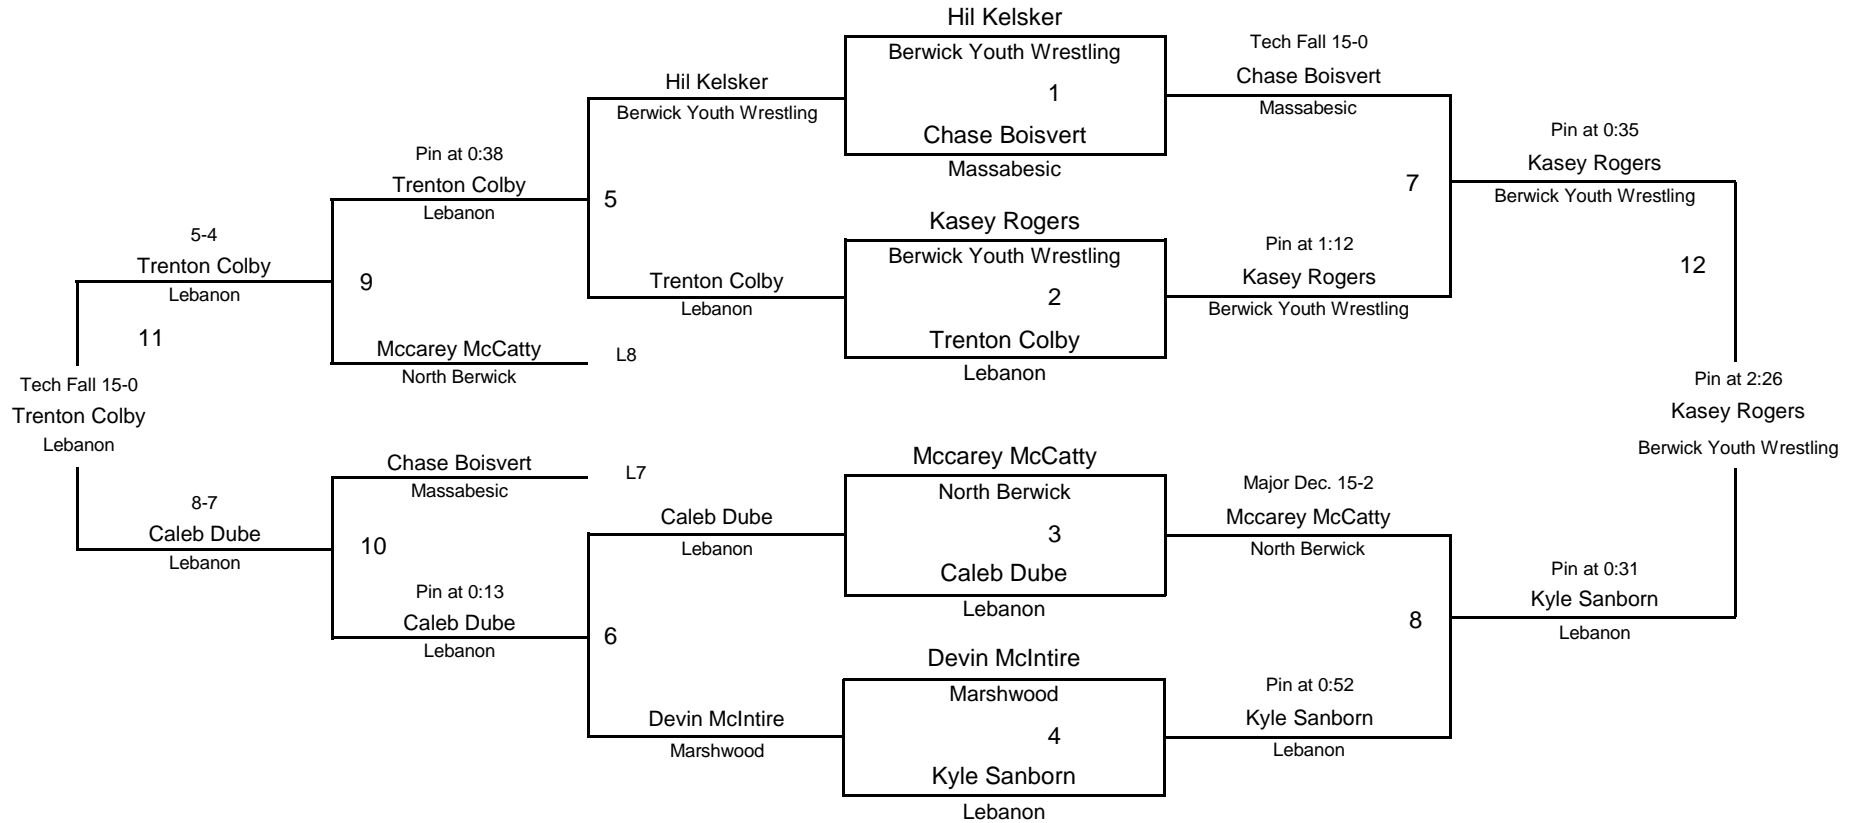 Hil Kelsker
Berwick Youth Wrestling
1
Chase Boisvert
Massabesic
Kasey Rogers
Berwick Youth Wrestling
2
Trenton Colby
Lebanon
Mccarey McCatty
North Berwick
3
Caleb Dube
Lebanon
Devin McIntire
Marshwood
4
Kyle Sanborn
Lebanon
Tech Fall 15-0
Chase Boisvert
Massabesic
7
Pin at 1:12
Kasey Rogers
Berwick Youth Wrestling
Major Dec. 15-2
Mccarey McCatty
North Berwick
8
Pin at 0:52
Kyle Sanborn
Lebanon
Pin at 0:35
Kasey Rogers
Berwick Youth Wrestling
12
Pin at 0:31
Kyle Sanborn
Lebanon
Pin at 2:26
Kasey Rogers
Berwick Youth Wrestling
Hil Kelsker
Berwick Youth Wrestling
5
Trenton Colby
Lebanon
L8
L7
Caleb Dube
Lebanon
6
Devin McIntire
Marshwood
Pin at 0:38
Trenton Colby
Lebanon
9
Mccarey McCatty
North Berwick
Chase Boisvert
Massabesic
10
Pin at 0:13
Caleb Dube
Lebanon
5-4
Trenton Colby
Lebanon
11
8-7
Caleb Dube
Lebanon
Tech Fall 15-0
Trenton Colby
Lebanon